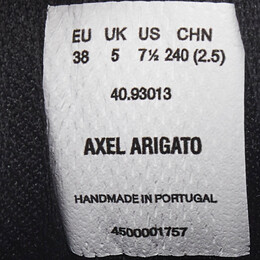 EU UK US CHN
38 5 7½ 240 (2.5)
40.93013
AXEL ARIGATO
HANDMADE IN PORTUGAL
4500001757